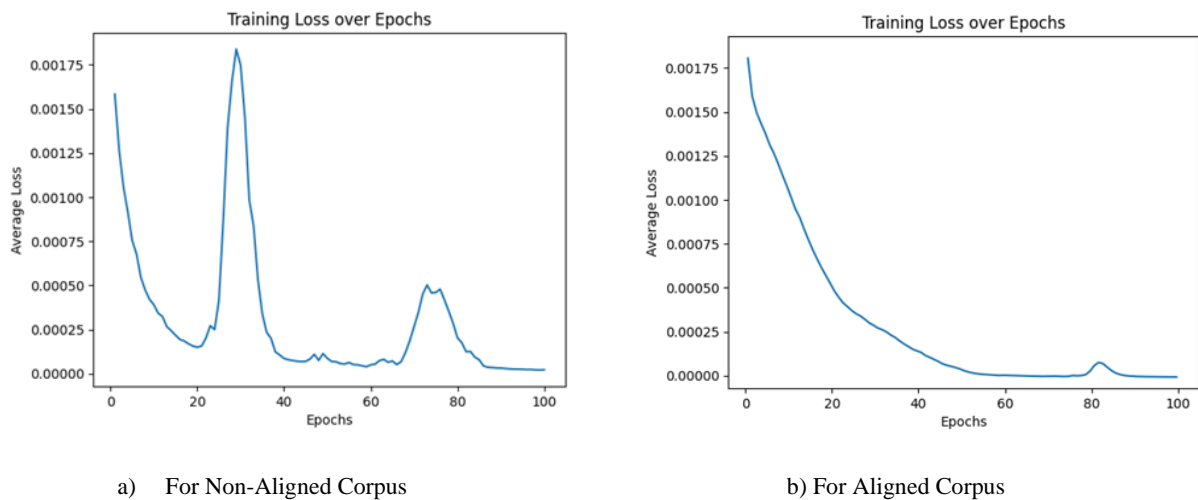 Training Loss over Epochs
0.00175
0.00150
0.00125
0.00100
0.00075
0.00050
0.00025
0.00000
Average Loss
0 20 40 60 80 100
Epochs
a) For Non-Aligned Corpus
Training Loss over Epochs
0.00175
0.00150
0.00125
0.00100
0.00075
0.00050
0.00025
0.00000
Average Loss
0 20 40 60 80 100
Epochs
b) For Aligned Corpus